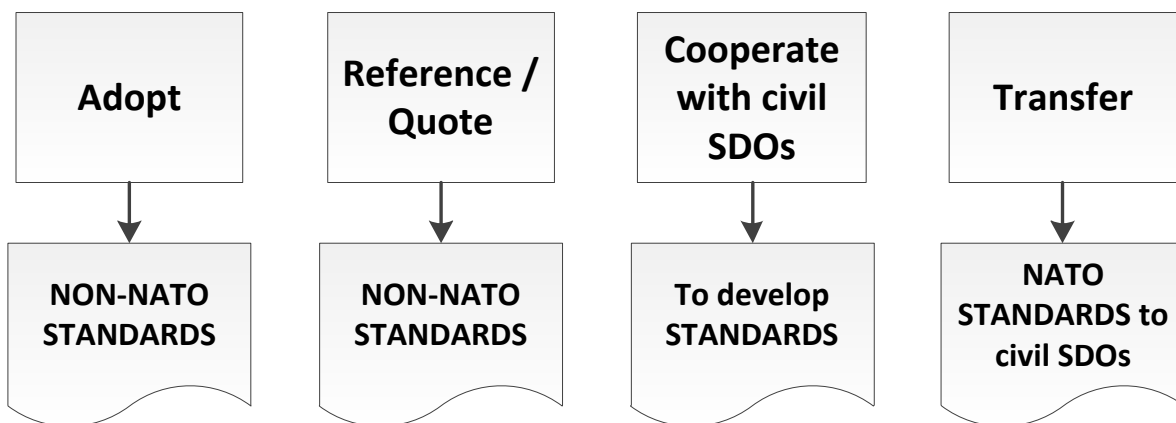 Adopt
Reference /
Quote
Cooperate
with civil
SDOs
Transfer
NON-NATO
STANDARDS
NON-NATO
STANDARDS
To develop
STANDARDS
NATO
STANDARDS to
civil SDOs